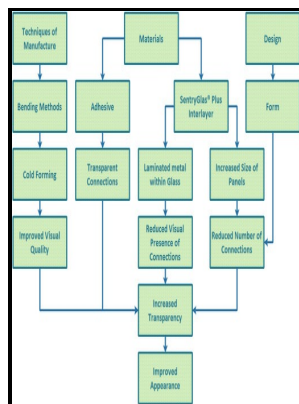 Techniques of
Manufacture
Materials
Design
Bending Methods
Adhesive
SentryGlas® Plus
Interlayer
Form
Cold Forming
Transparent
Connections
Laminated metal
within Glass
Increased Size of
Panels
Improved Visual
Quality
Reduced Visual
Presence of
Connections
Reduced Number of
Connections
Increased
Transparency
Improved
Appearance